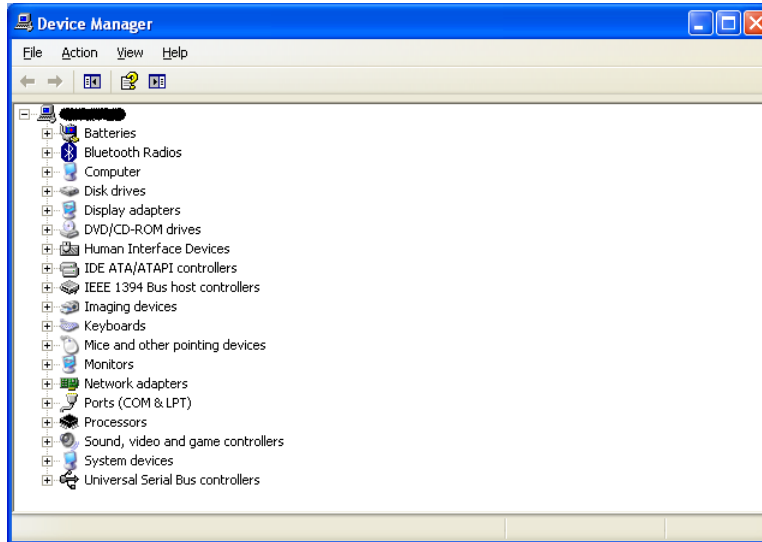 Device Manager
File Action View Help
Batteries
Bluetooth Radios
Computer
Disk drives
Display adapters
DVD/CD-ROM drives
Human Interface Devices
IDE ATA/ATAPI controllers
IEEE 1394 Bus host controllers
Imaging devices
Keyboards
Mice and other pointing devices
Monitors
Network adapters
Ports (COM & LPT)
Processors
Sound, video and game controllers
System devices
Universal Serial Bus controllers